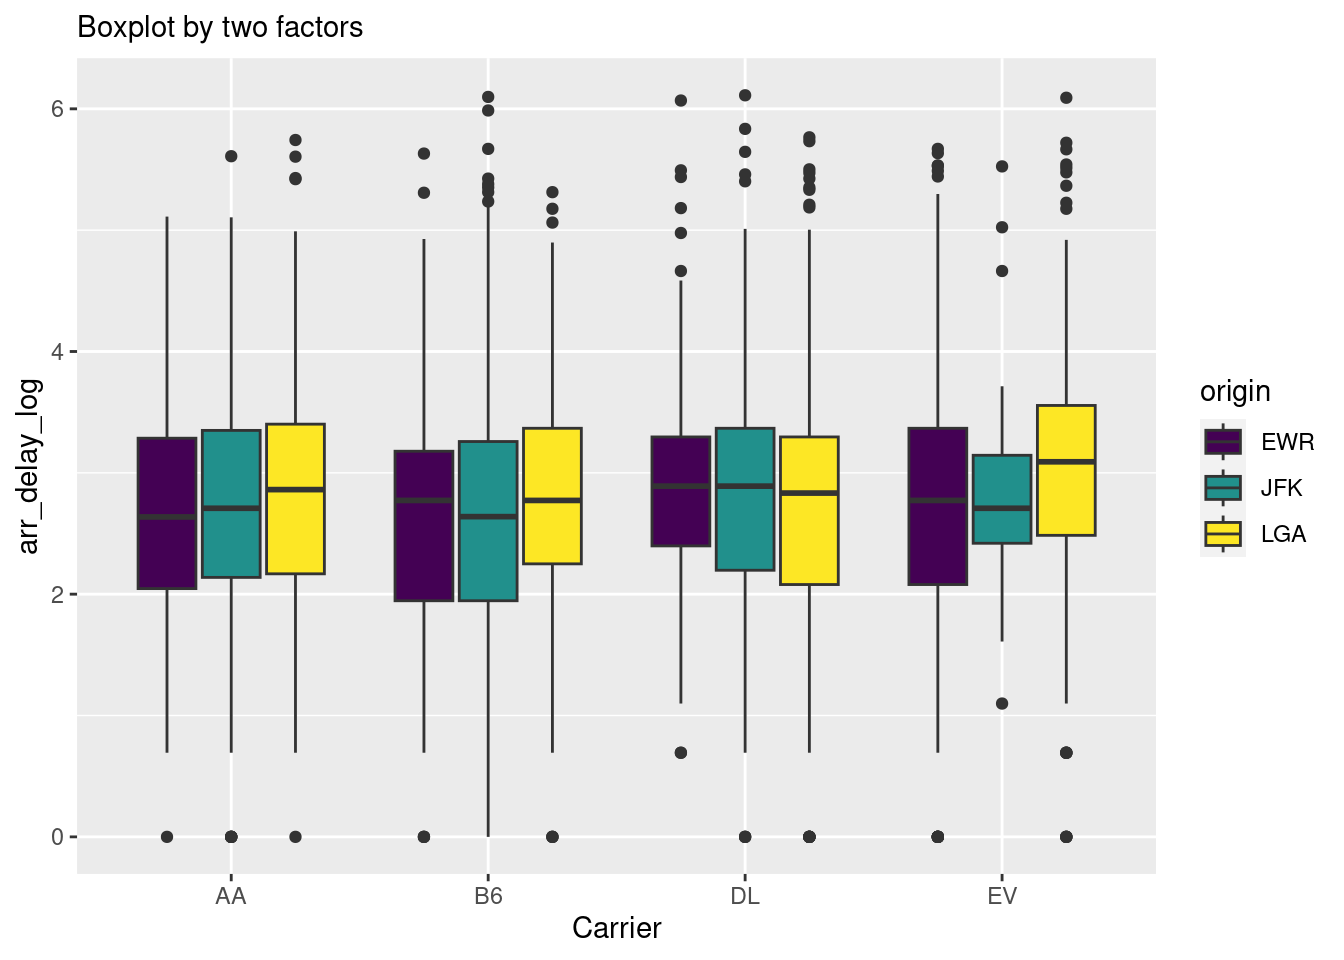 Boxplot by two factors
6
4
2
0
arr_delay_log
AA
B6
DL
EV
Carrier
origin
EWR
JFK
LGA